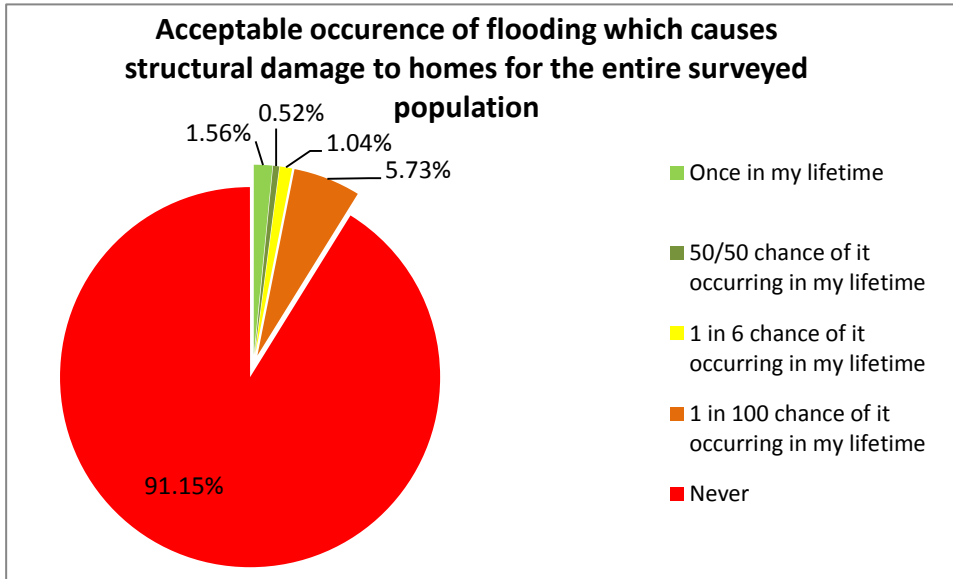 Acceptable occurence of flooding which causes
structural damage to homes for the entire surveyed
population
1.56%
0.52%
1.04%
5.73%
91.15%
Once in my lifetime
50/50 chance of it
occurring in my lifetime
1 in 6 chance of it
occurring in my lifetime
1 in 100 chance of it
occurring in my lifetime
Never